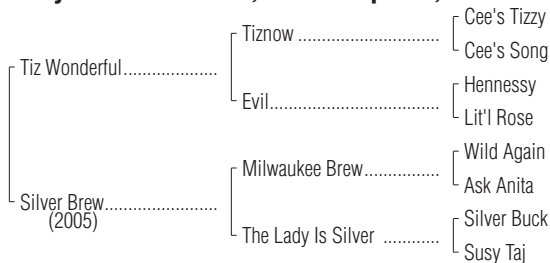 Cee's Tizzy
Tiznow
Cee's Song
Tiz Wonderful
Hennessy
Evil
Lit'l Rose
Wild Again
Milwaukee Brew
Ask Anita
Silver Brew
(2005)
Silver Buck
The Lady Is Silver
Susy Taj